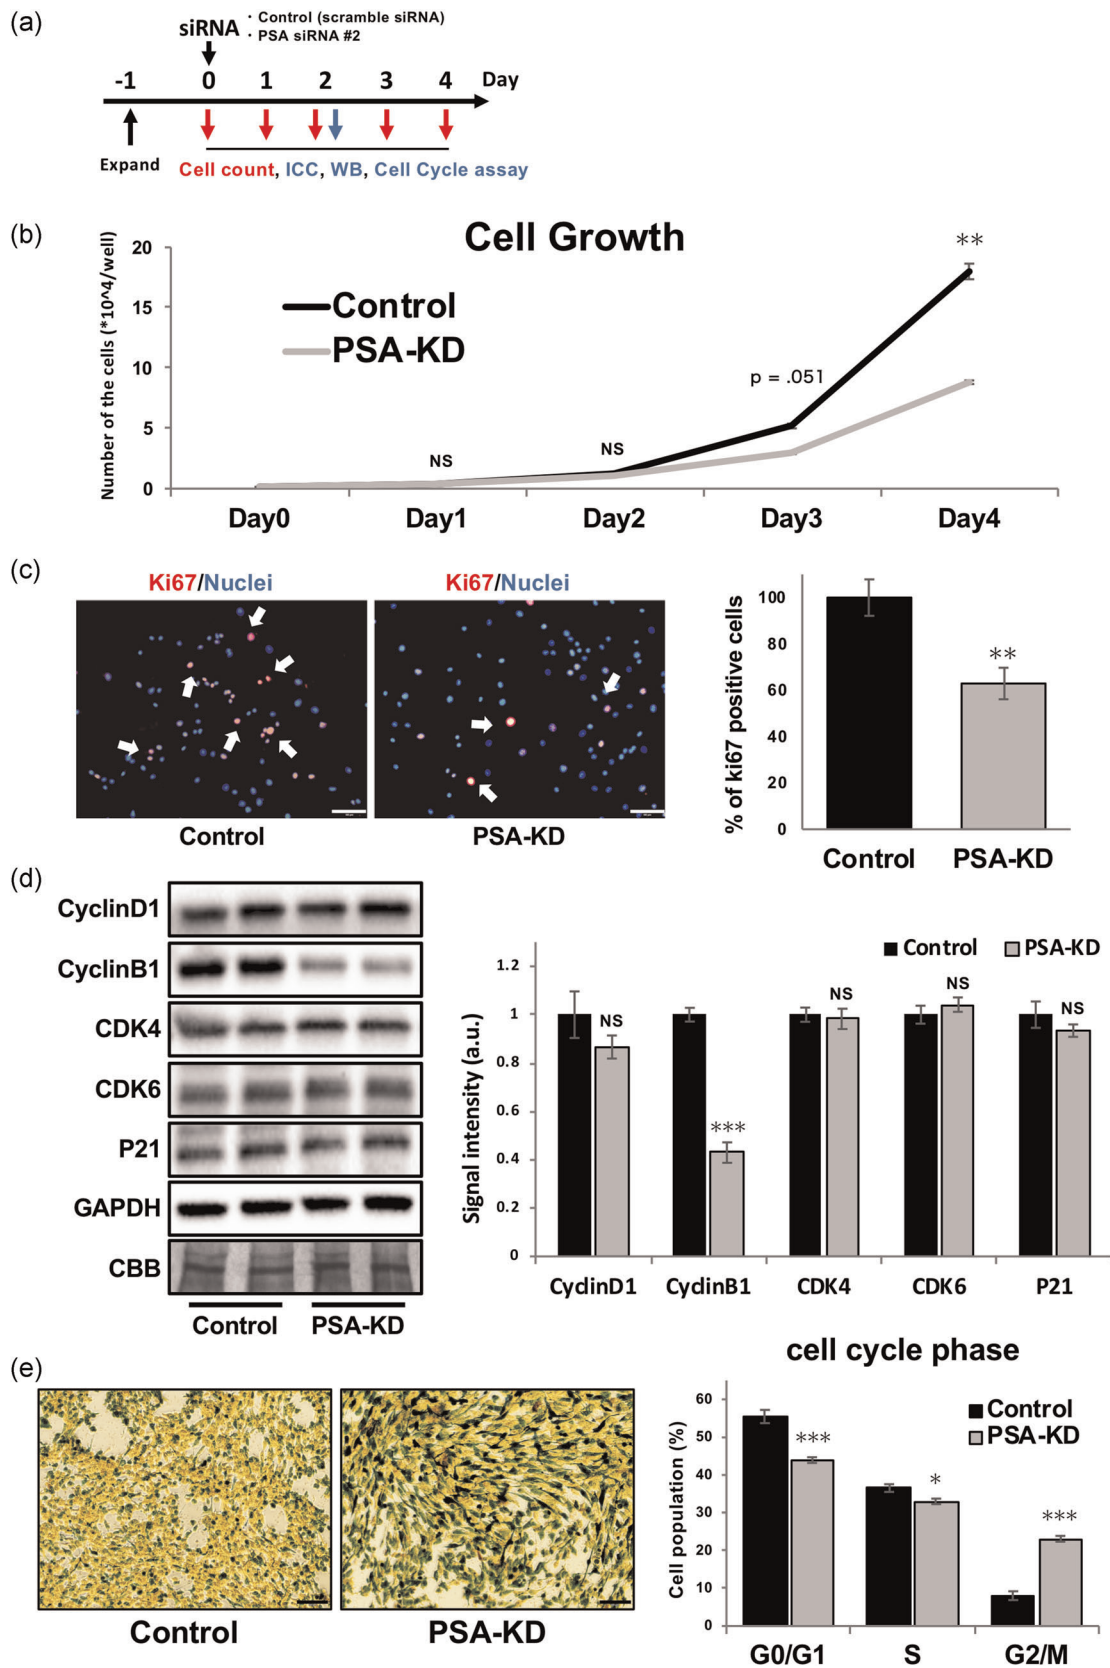 (a)
siRNA
· Control (scramble siRNA)
· PSA siRNA #2
-1 0 1 2 3 4 Day
Expand
Cell count, ICC, WB, Cell Cycle assay
(b)
Cell Growth
Number of the cells (*10^4/well)
20
15
10
5
0
Control
PSA-KD
NS
NS
p = .051
**
Day0 Day1 Day2 Day3 Day4
(c)
Ki67/Nuclei
Ki67/Nuclei
Control
PSA-KD
% of ki67 positive cells
100
80
60
40
20
0
**
Control PSA-KD
(d)
CyclinD1
CyclinB1
CDK4
CDK6
P21
GAPDH
CBB
Control PSA-KD
Control PSA-KD
Signal intensity (a.u.)
1.2
1
0.8
0.6
0.4
0.2
0
NS
***
NS
NS
NS
CyclinD1 CyclinB1 CDK4 CDK6 P21
(e)
Control
PSA-KD
cell cycle phase
Cell population (%)
60
50
40
30
20
10
0
Control
PSA-KD
***
*
***
G0/G1 S G2/M